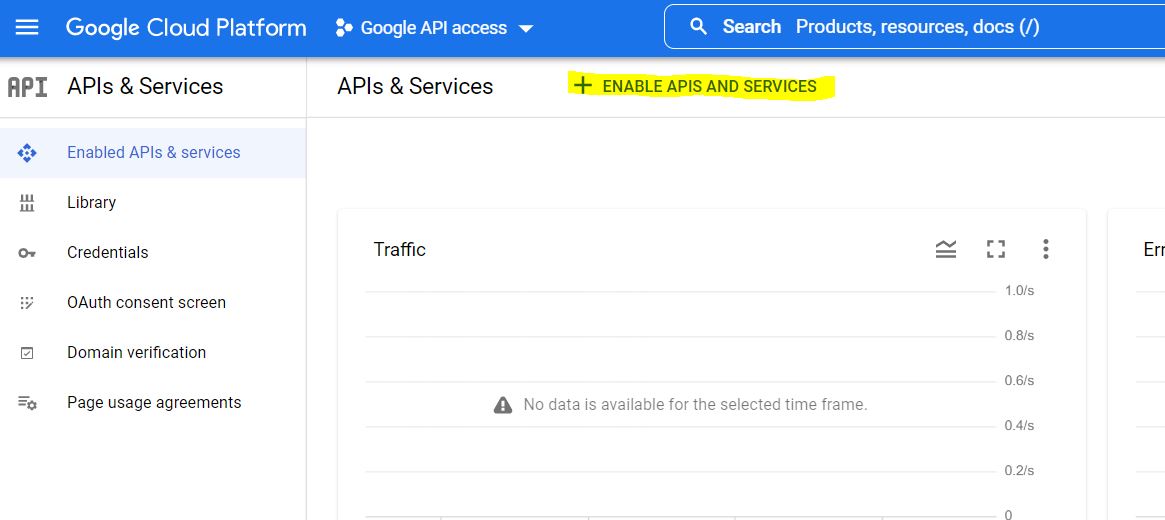 Google Cloud Platform
Google API access
Search Products, resources, docs (/)
API
APIs & Services
APIs & Services
ENABLE APIS AND SERVICES
Enabled APIs & services
Library
Credentials
OAuth consent screen
Domain verification
Page usage agreements
Traffic
1.0/s
0.8/s
0.6/s
No data is available for the selected time frame.
0.4/s
0.2/s
0